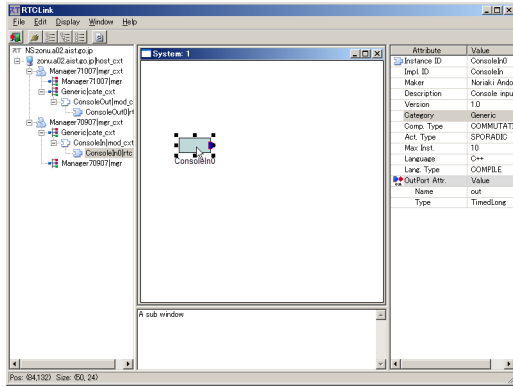 RTCLink
File Edit Display Window Help
NS:zonu.a02.aist.go.jp
zonu.a02.aist.go.jp|host_cxt
Manager71007|mgr_cxt
Manager71007|mgr
Generic|cate_cxt
ConsoleOut|mod_c
ConsoleOut0|rt
Manager70907|mgr_cxt
Generic|cate_cxt
ConsoleIn|mod_cxt
ConsoleIn0|rtc
Manager70907|mgr
System: 1
ConsoleIn0
A sub window
Attribute Value
Instance ID ConsoleIn0
Impl. ID ConsoleIn
Maker Noriaki Ando
Description Console inpu
Version 1.0
Category Generic
Comp. Type COMMUTATI
Act. Type SPORADIC
Max Inst. 10
Language C++
Lang. Type COMPILE
OutPort Attr. Value
Name out
Type TimedLong
Pos: (84,132) Size: (50, 24)